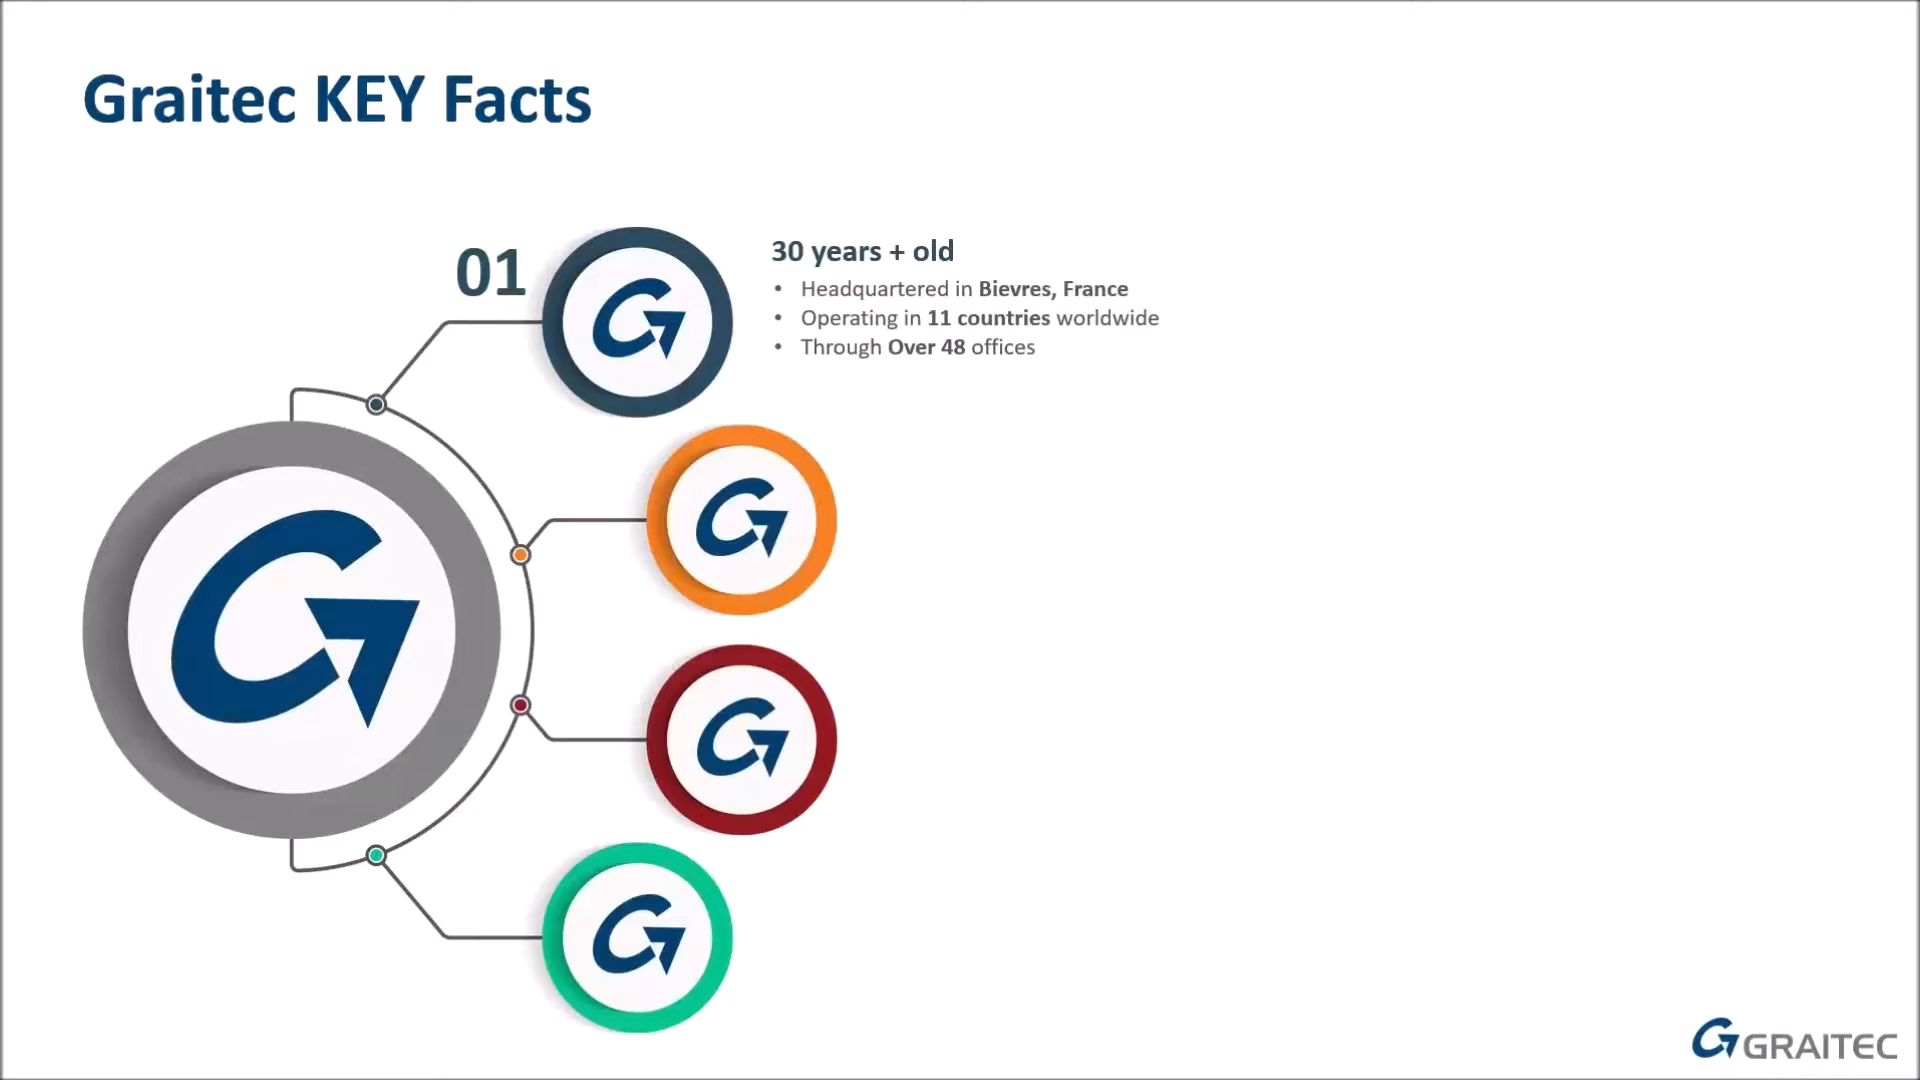 Graitec KEY Facts
01
30 years + old
• Headquartered in Bievres, France
• Operating in 11 countries worldwide
• Through Over 48 offices
GRAITEC